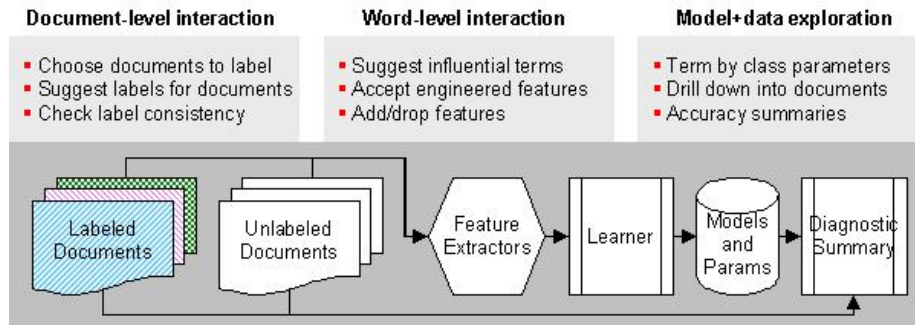 Document-level interaction
Choose documents to label
Suggest labels for documents
Check label consistency
Word-level interaction
Suggest influential terms
Accept engineered features
Add/drop features
Model+data exploration
Term by class parameters
Drill down into documents
Accuracy summaries
Labeled
Documents
Unlabeled
Documents
Feature
Extractors
Learner
Models
and
Params
Diagnostic
Summary